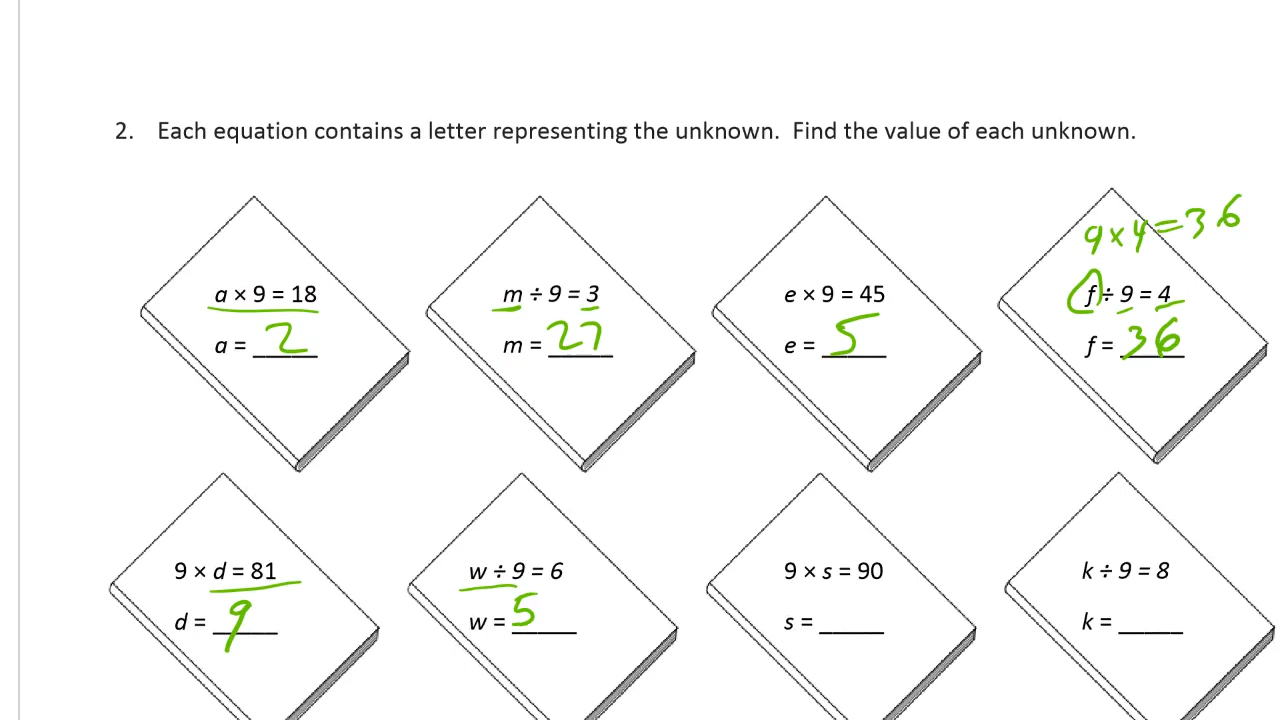 2. Each equation contains a letter representing the unknown. Find the value of each unknown.
9 × 4 = 36
a × 9 = 18
a = 2
m ÷ 9 = 3
m = 27
e × 9 = 45
e = 5
f ÷ 9 = 4
f = 36
9 × d = 81
d = 9
w ÷ 9 = 6
w = 5
9 × s = 90
s = ______
k ÷ 9 = 8
k = ______